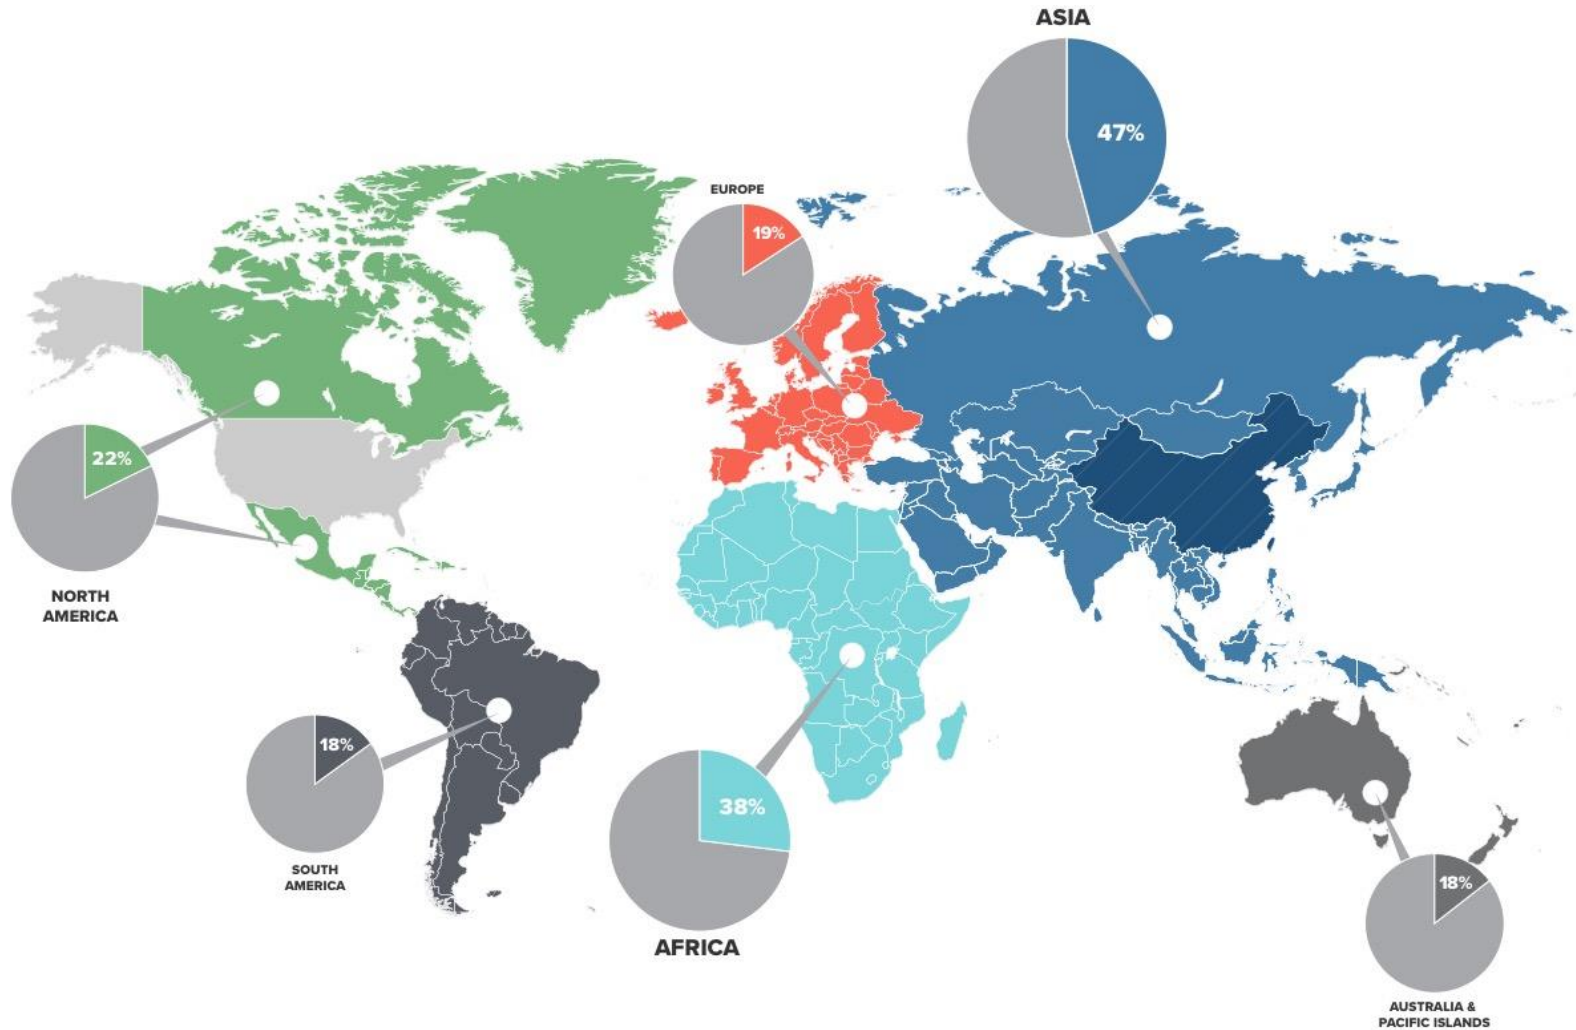 ASIA
47%
EUROPE
19%
22%
NORTH
AMERICA
18%
SOUTH
AMERICA
38%
AFRICA
18%
AUSTRALIA &
PACIFIC ISLANDS